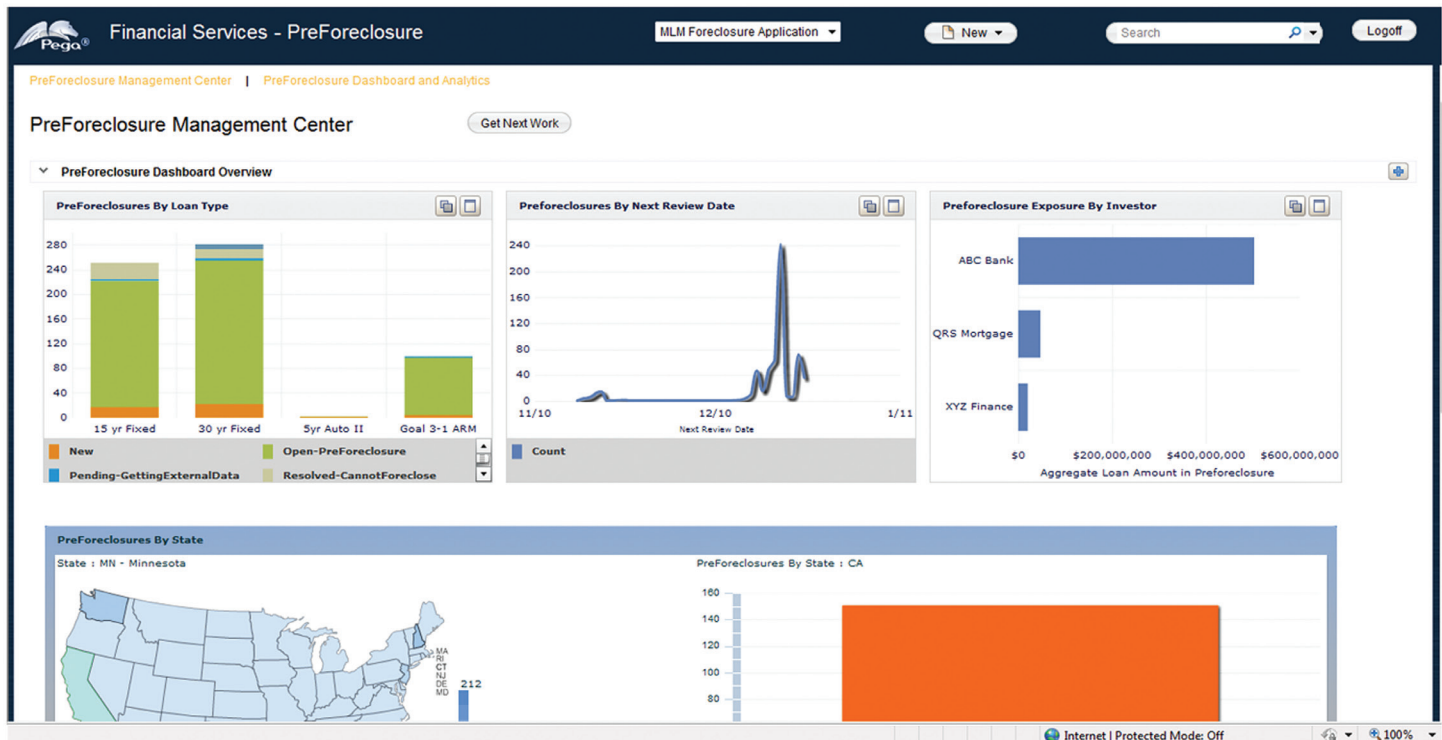 Pega® Financial Services - PreForeclosure MLM Foreclosure Application New Search Logoff
PreForeclosure Management Center | PreForeclosure Dashboard and Analytics
PreForeclosure Management Center Get Next Work
PreForeclosure Dashboard Overview
PreForeclosures By Loan Type
280
240
200
160
120
80
40
0
15 yr Fixed 30 yr Fixed 5yr Auto II Goal 3-1 ARM
New Open-PreForeclosure
Pending-GettingExternalData Resolved-CannotForeclose
Preforeclosures By Next Review Date
240
200
160
120
80
40
0
11/10 12/10 1/11
Next Review Date
Count
Preforeclosure Exposure By Investor
ABC Bank
QRS Mortgage
XYZ Finance
$0 $200,000,000 $400,000,000 $600,000,000
Aggregate Loan Amount in Preforeclosure
PreForeclosures By State
State : MN - Minnesota
MA
RI
CT
NJ
DE
MD
212
PreForeclosures By State : CA
160
140
120
100
80
Internet | Protected Mode: Off 100%